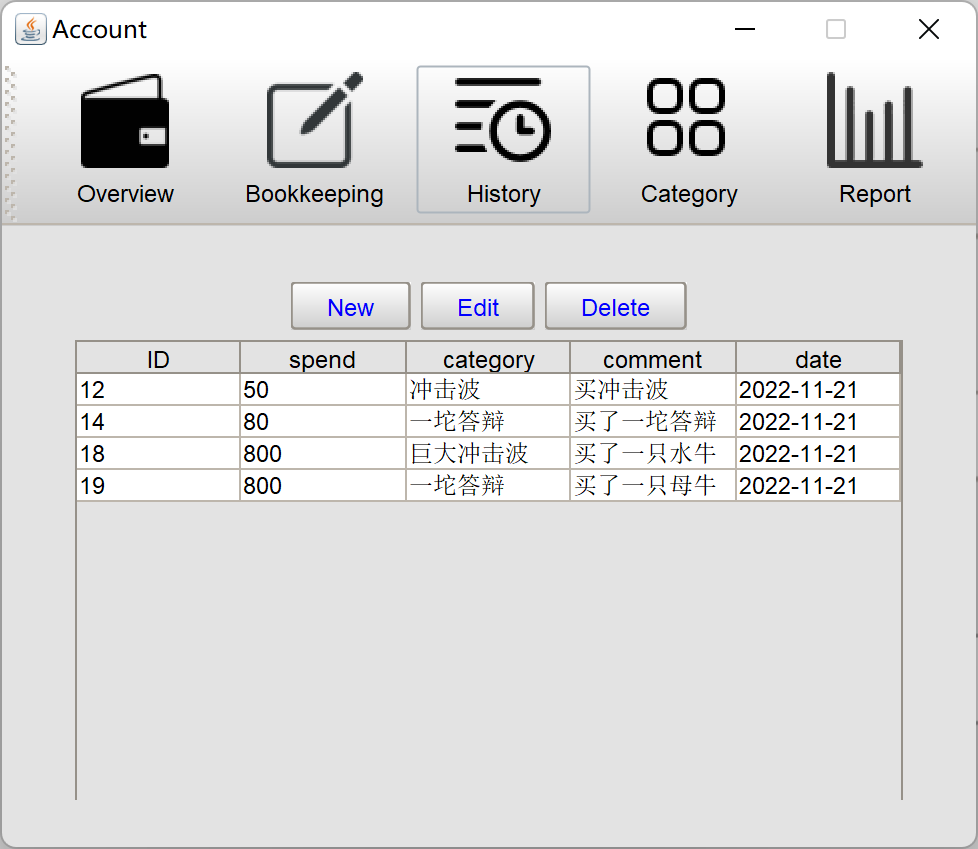 Account
Overview Bookkeeping History Category Report
New Edit Delete
ID spend category comment date
12 50 冲击波 买冲击波 2022-11-21
14 80 一坨答辩 买了一坨答辩 2022-11-21
18 800 巨大冲击波 买了一只水牛 2022-11-21
19 800 一坨答辩 买了一只母牛 2022-11-21